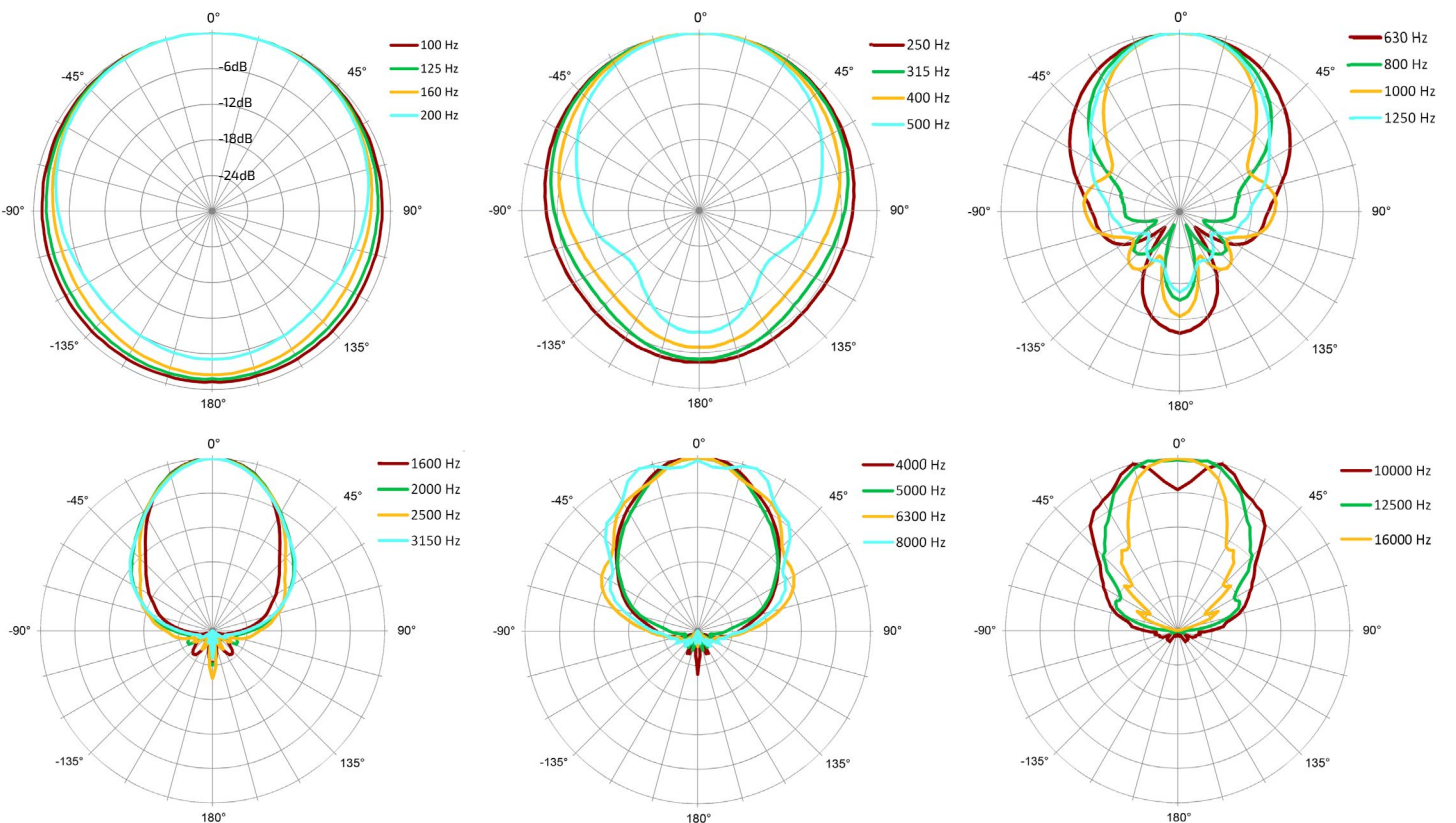 0°
100 Hz
125 Hz
160 Hz
200 Hz
-45°
45°
-6dB
-12dB
-18dB
-24dB
-90°
90°
-135°
135°
180°
0°
250 Hz
315 Hz
400 Hz
500 Hz
-45°
45°
-90°
90°
-135°
135°
180°
0°
630 Hz
800 Hz
1000 Hz
1250 Hz
-45°
45°
-90°
90°
-135°
135°
180°
0°
1600 Hz
2000 Hz
2500 Hz
3150 Hz
-45°
45°
-90°
90°
-135°
135°
180°
0°
4000 Hz
5000 Hz
6300 Hz
8000 Hz
-45°
45°
-90°
90°
-135°
135°
180°
0°
10000 Hz
12500 Hz
16000 Hz
-45°
45°
-90°
90°
-135°
135°
180°